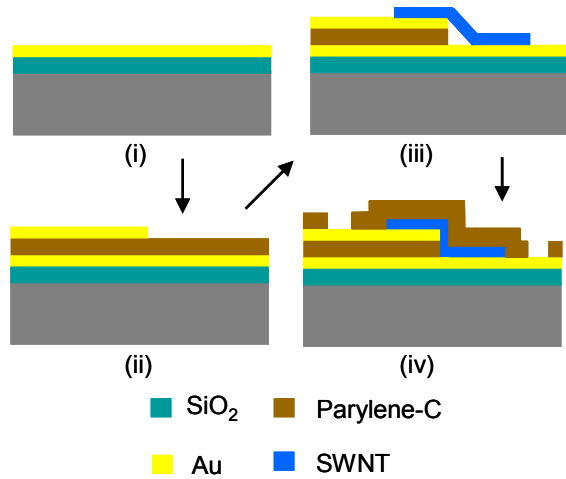 (i)
(iii)
(ii)
(iv)
SiO₂
Parylene-C
Au
SWNT